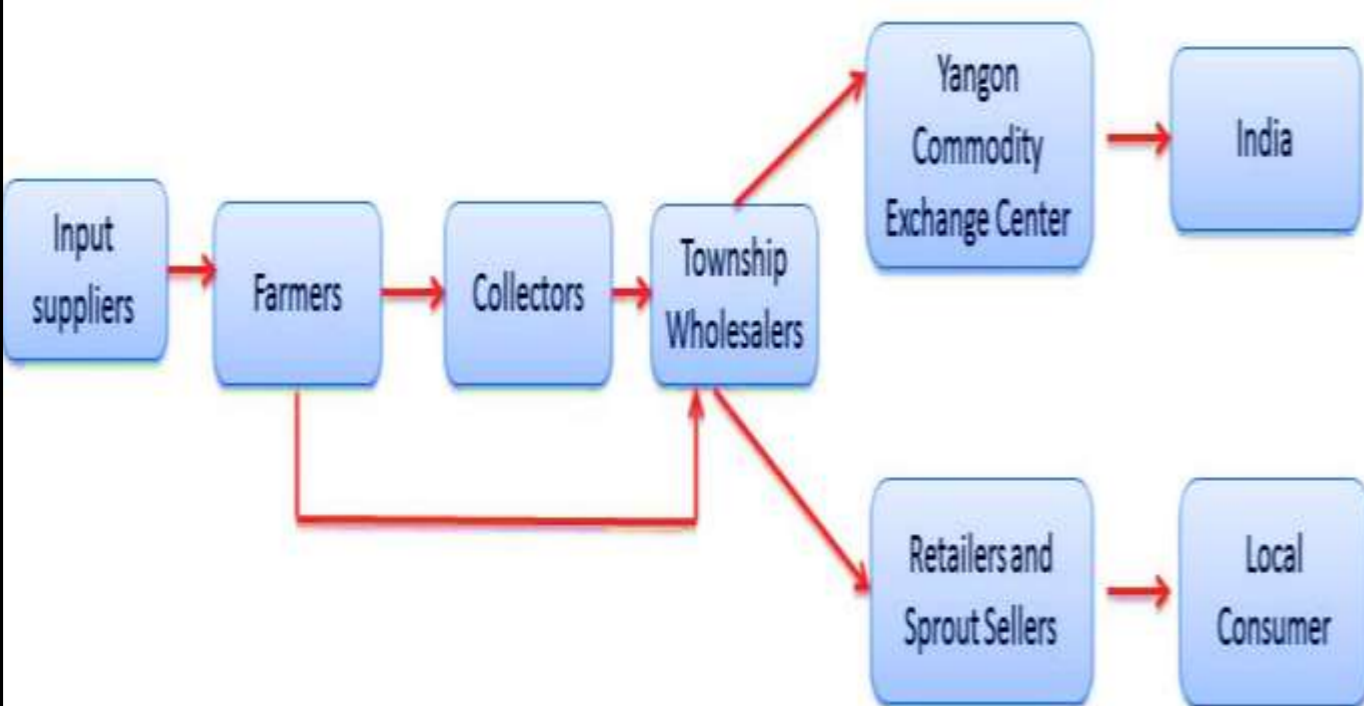 Input
suppliers
Farmers
Collectors
Township
Wholesalers
Yangon
Commodity
Exchange Center
India
Retailers and
Sprout Sellers
Local
Consumer